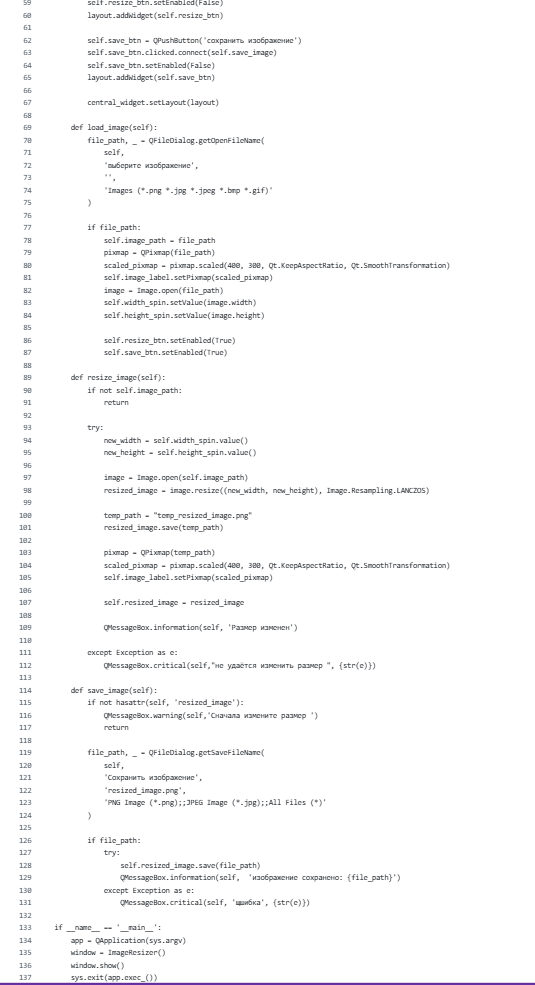 59 self.resize_btn.setEnabled(False)
60 layout.addWidget(self.resize_btn)
61
62 self.save_btn = QPushButton('сохранить изображение')
63 self.save_btn.clicked.connect(self.save_image)
64 self.save_btn.setEnabled(False)
65 layout.addWidget(self.save_btn)
66
67 central_widget.setLayout(layout)
68
69 def load_image(self):
70 file_path, _ = QFileDialog.getOpenFileName(
71 self,
72 'выберите изображение',
73 '',
74 'Images (*.png *.jpg *.jpeg *.bmp *.gif)'
75 )
76
77 if file_path:
78 self.image_path = file_path
79 pixmap = QPixmap(file_path)
80 scaled_pixmap = pixmap.scaled(400, 300, Qt.KeepAspectRatio, Qt.SmoothTransformation)
81 self.image_label.setPixmap(scaled_pixmap)
82 image = Image.open(file_path)
83 self.width_spin.setValue(image.width)
84 self.height_spin.setValue(image.height)
85
86 self.resize_btn.setEnabled(True)
87 self.save_btn.setEnabled(True)
88
89 def resize_image(self):
90 if not self.image_path:
91 return
92
93 try:
94 new_width = self.width_spin.value()
95 new_height = self.height_spin.value()
96
97 image = Image.open(self.image_path)
98 resized_image = image.resize((new_width, new_height), Image.Resampling.LANCZOS)
99
100 temp_path = "temp_resized_image.png"
101 resized_image.save(temp_path)
102
103 pixmap = QPixmap(temp_path)
104 scaled_pixmap = pixmap.scaled(400, 300, Qt.KeepAspectRatio, Qt.SmoothTransformation)
105 self.image_label.setPixmap(scaled_pixmap)
106
107 self.resized_image = resized_image
108
109 QMessageBox.information(self, 'Размер изменен')
110
111 except Exception as e:
112 QMessageBox.critical(self,"не удаётся изменить размер ", {str(e)})
113
114 def save_image(self):
115 if not hasattr(self, 'resized_image'):
116 QMessageBox.warning(self,'Сначала измените размер ')
117 return
118
119 file_path, _ = QFileDialog.getSaveFileName(
120 self,
121 'Сохранить изображение',
122 'resized_image.png',
123 'PNG Image (*.png);;JPEG Image (*.jpg);;All Files (*)'
124 )
125
126 if file_path:
127 try:
128 self.resized_image.save(file_path)
129 QMessageBox.information(self,  'изображение сохранено: {file_path}')
130 except Exception as e:
131 QMessageBox.critical(self, 'щшибка', {str(e)})
132
133 if __name__ == '__main__':
134 app = QApplication(sys.argv)
135 window = ImageResizer()
136 window.show()
137 sys.exit(app.exec_())